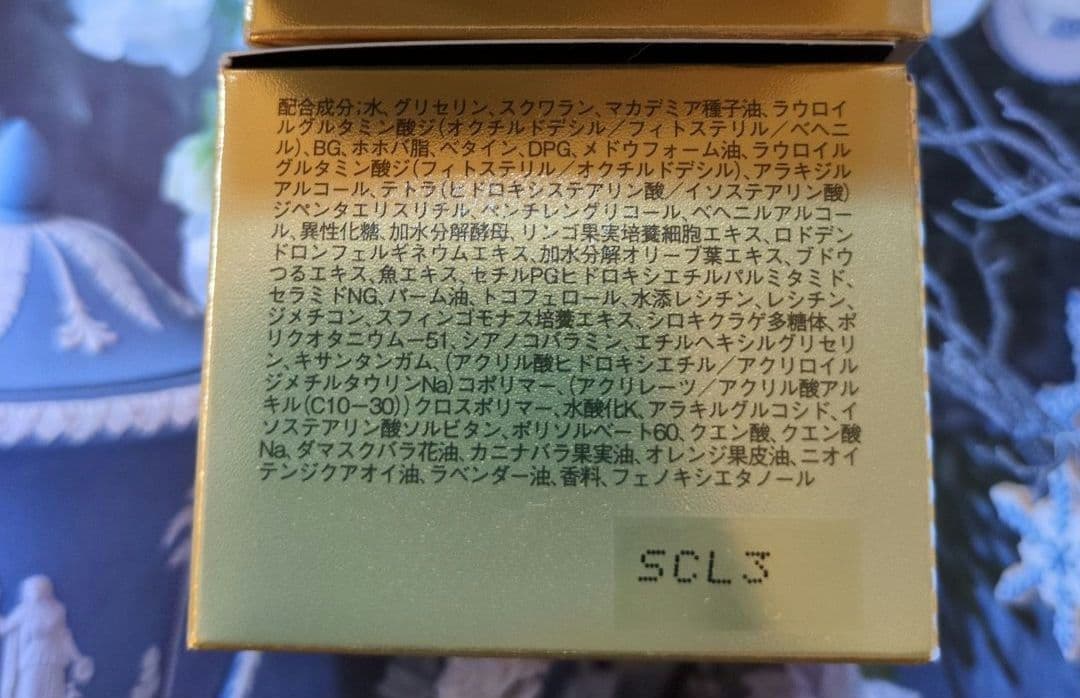 配合成分;水、グリセリン、スクワラン、マカデミア種子油、ラウロイ
ルグルタミン酸ジ(オクチルドデシル/フィトステリル/ベヘニ
ル)、BG、ホホバ脂、ベタイン、DPG、メドウフォーム油、ラウロイル
グルタミン酸ジ(フィトステリル/オクチルドデシル)、アラキジル
アルコール、テトラ(ヒドロキシステアリン酸/イソステアリン酸)
ジペンタエリスリチル、ペンチレングリコール、ベヘニルアルコー
ル、異性化糖、加水分解酵母、リンゴ果実培養細胞エキス、ロドデン
ドロンフェルギネウムエキス、加水分解オリーブ葉エキス、ブドウ
つるエキス、魚エキス、セチルPGヒドロキシエチルパルミタミド、
セラミドNG、パーム油、トコフェロール、水添レシチン、レシチン、
ジメチコン、スフィンゴモナス培養エキス、シロキクラゲ多糖体、ポ
リクオタニウム-51、シアノコバラミン、エチルヘキシルグリセリ
ン、キサンタンガム、(アクリル酸ヒドロキシエチル/アクリロイル
ジメチルタウリンNa)コポリマー、(アクリレーツ/アクリル酸アル
キル(C10-30))クロスポリマー、水酸化K、アラキルグルコシド、イ
ソステアリン酸ソルビタン、ポリソルベート60、クエン酸、クエン酸
Na、ダマスクバラ花油、カニナバラ果実油、オレンジ果皮油、ニオイ
テンジクアオイ油、ラベンダー油、香料、フェノキシエタノール
SCL3